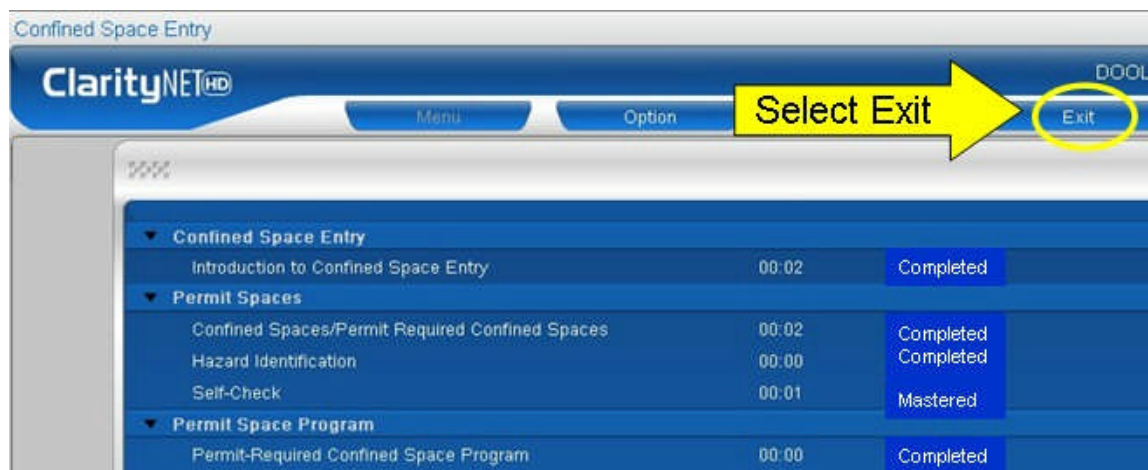 Confined Space Entry
ClarityNET HD
DOOL
Menu Option Select Exit Exit
Confined Space Entry
Introduction to Confined Space Entry 00:02 Completed
Permit Spaces
Confined Spaces/Permit Required Confined Spaces 00:02 Completed
Hazard Identification 00:00 Completed
Self-Check 00:01 Mastered
Permit Space Program
Permit-Required Confined Space Program 00:00 Completed